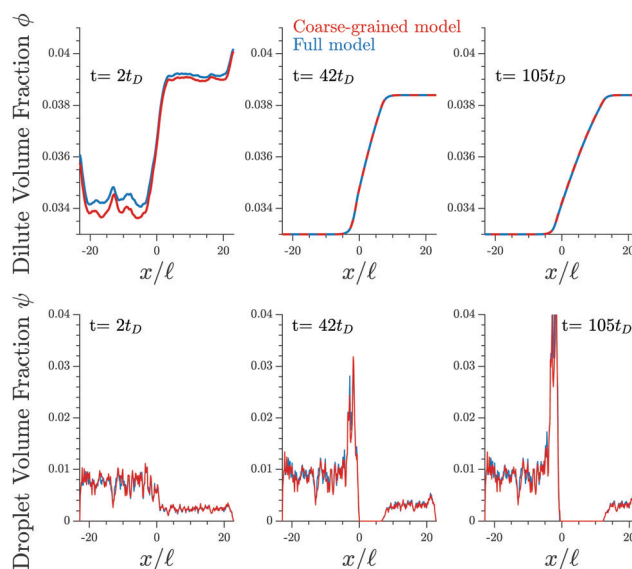 Coarse-grained model
Full model
Dilute Volume Fraction ϕ
0.04
0.038
0.036
0.034
t= 2t_D
-20 0 20
x/ℓ
0.04
0.038
0.036
0.034
t= 42t_D
-20 0 20
x/ℓ
0.04
0.038
0.036
0.034
t= 105t_D
-20 0 20
x/ℓ
Droplet Volume Fraction ψ
0.04
0.03
0.02
0.01
0
t= 2t_D
-20 0 20
x/ℓ
0.04
0.03
0.02
0.01
0
t= 42t_D
-20 0 20
x/ℓ
0.04
0.03
0.02
0.01
0
t= 105t_D
-20 0 20
x/ℓ